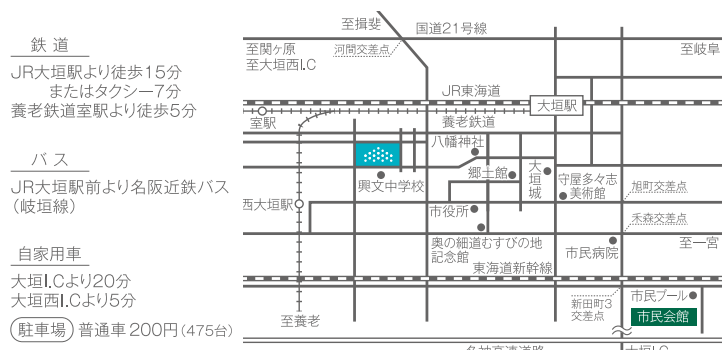 鉄道
JR大垣駅より徒歩15分
またはタクシー7分
養老鉄道室駅より徒歩5分
バス
JR大垣駅前より名阪近鉄バス
(岐垣線)
自家用車
大垣I.Cより20分
大垣西I.Cより5分
駐車場 普通車200円(475台)
至揖斐
国道21号線
至関ヶ原
至大垣西I.C
河間交差点
至岐阜
JR東海道
大垣駅
室駅
養老鉄道
八幡神社
興文中学校
郷土館
大垣城
守屋多々志
美術館
旭町交差点
西大垣駅
市役所
禾森交差点
奥の細道むすびの地
記念館
市民病院
至一宮
東海道新幹線
新田町3
交差点
市民プール
市民会館
至養老
名神高速道路
大垣I.C